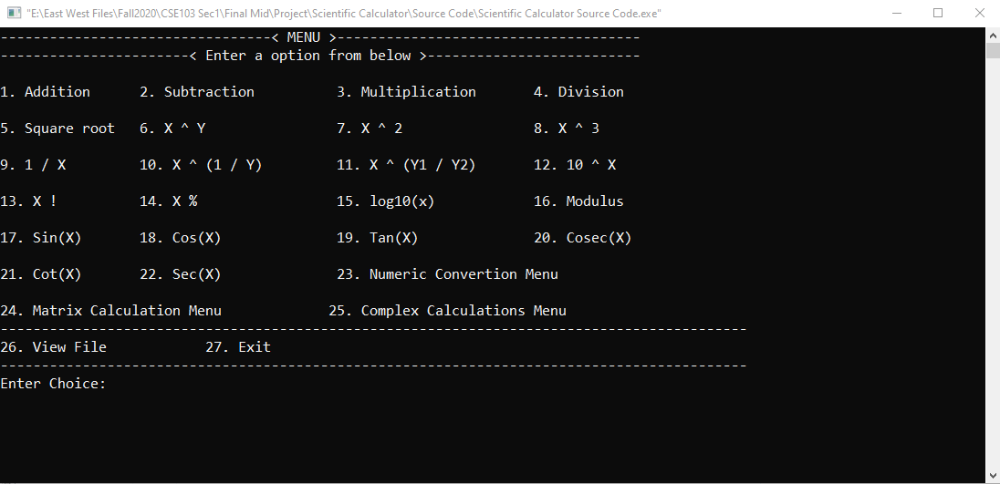 "E:\East West Files\Fall2020\CSE103 Sec1\Final Mid\Project\Scientific Calculator\Source Code\Scientific Calculator Source Code.exe"
---------------------------------< MENU >-------------------------------------
-----------------------< Enter a option from below >--------------------------
1. Addition      2. Subtraction          3. Multiplication       4. Division
5. Square root   6. X ^ Y                7. X ^ 2                8. X ^ 3
9. 1 / X         10. X ^ (1 / Y)         11. X ^ (Y1 / Y2)       12. 10 ^ X
13. X !          14. X %                 15. log10(x)            16. Modulus
17. Sin(X)       18. Cos(X)              19. Tan(X)              20. Cosec(X)
21. Cot(X)       22. Sec(X)              23. Numeric Convertion Menu
24. Matrix Calculation Menu             25. Complex Calculations Menu
-------------------------------------------------------------------------------------------
26. View File            27. Exit
-------------------------------------------------------------------------------------------
Enter Choice: